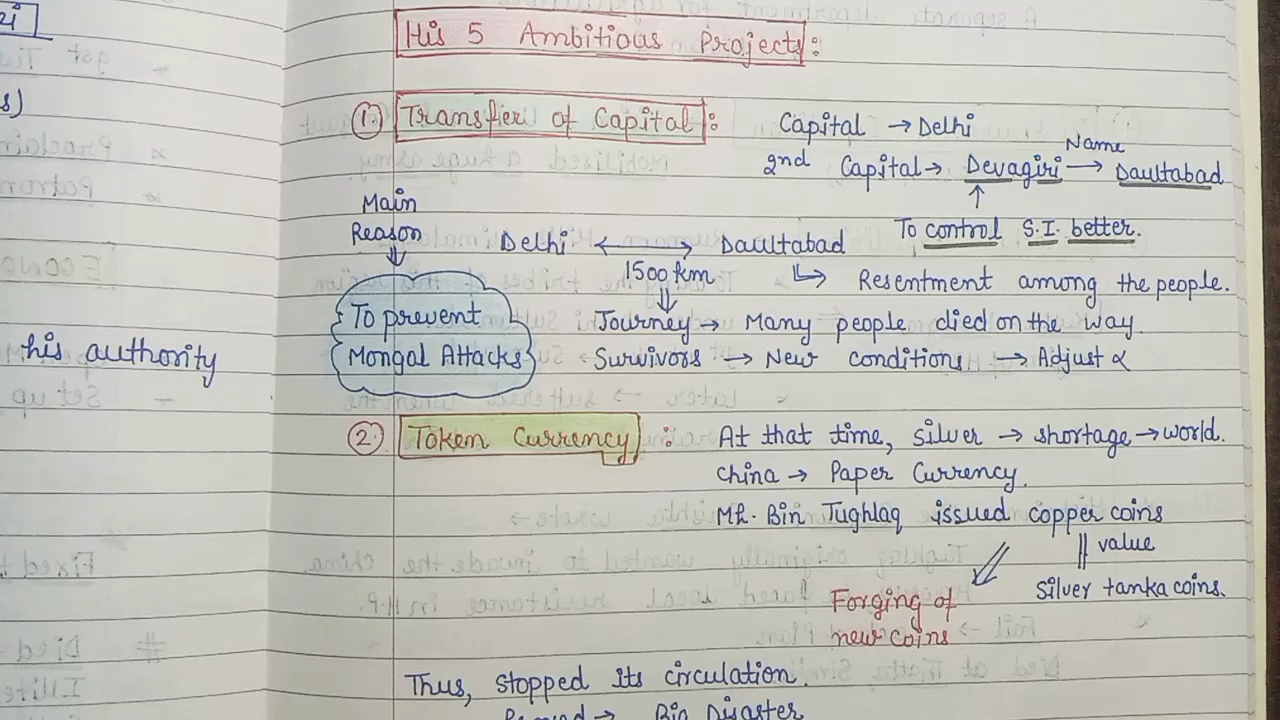 s)
his authority
His 5 Ambitious Projects:
① Transfer of Capital: Capital → Delhi
2nd Capital → Devagiri Name → Daultabad
↑
To control S.I. better.
Main
Reason
↓
To prevent
Mongal Attacks
Delhi ↔ Daultabad
1500 km
↳ Resentment among the people.
⇓
Journey → Many people died on the way.
Survivors → New conditions → Adjust ×
② Token Currency: At that time, silver → shortage → world.
China → Paper Currency.
Mh. Bin Tughlaq issued copper coins
|| value
Silver tanka coins.
Forging of
new coins
Thus, stopped its circulation.
→ Big Disaster